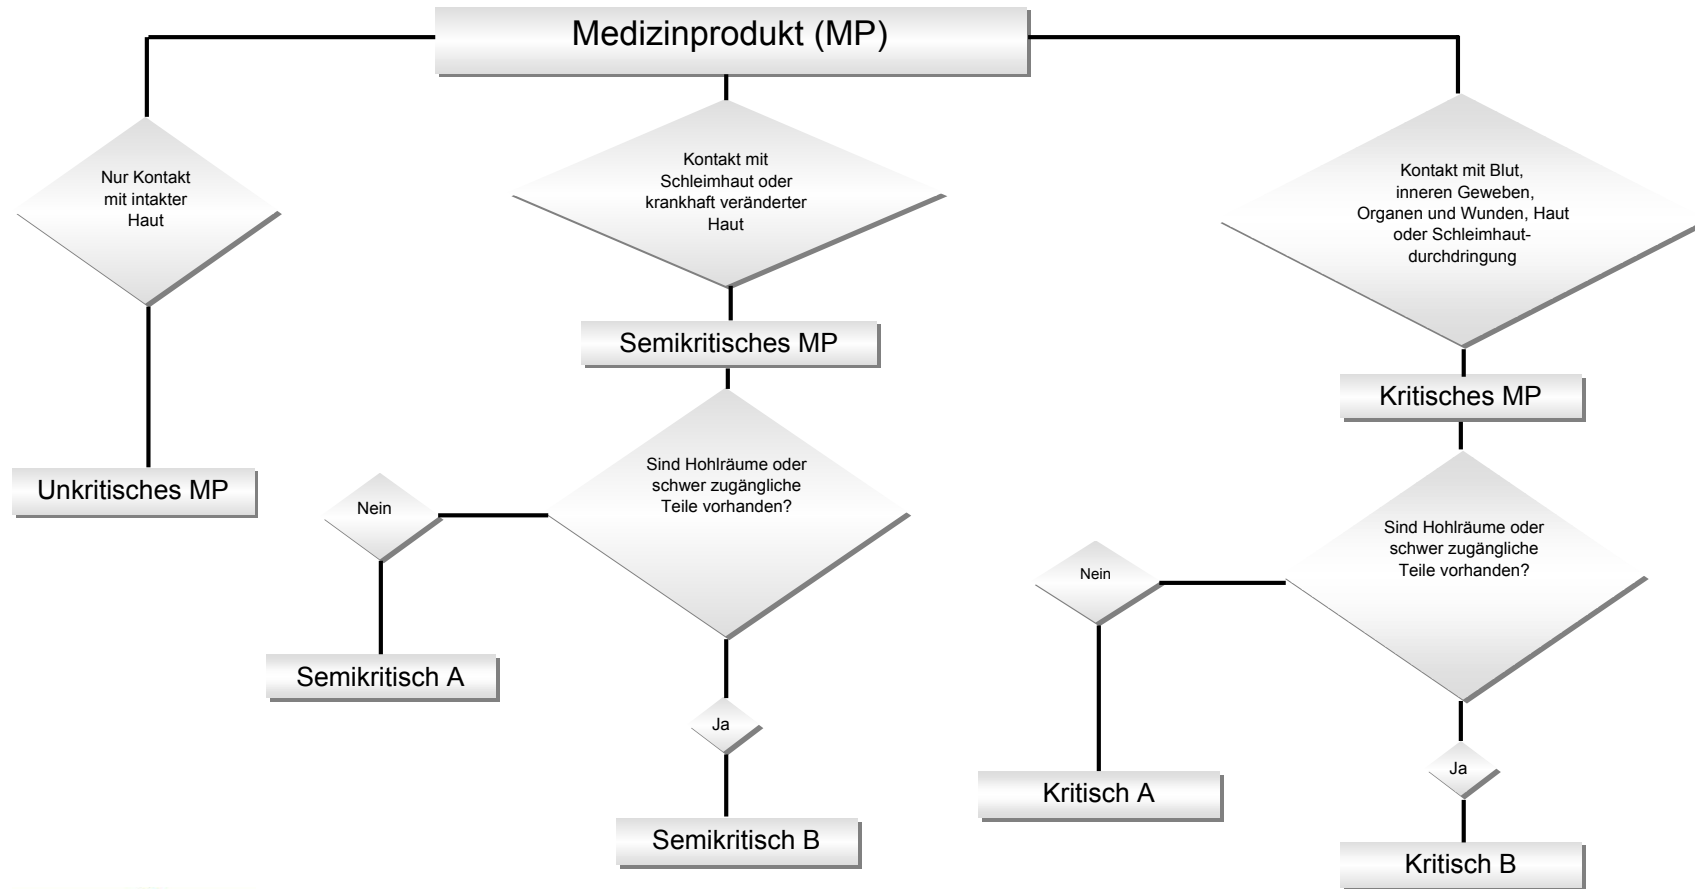 Medizinprodukt (MP)
Nur Kontakt
mit intakter
Haut
Unkritisches MP
Kontakt mit
Schleimhaut oder
krankhaft veränderter
Haut
Semikritisches MP
Sind Hohlräume oder
schwer zugängliche
Teile vorhanden?
Nein
Semikritisch A
Ja
Semikritisch B
Kontakt mit Blut,
inneren Geweben,
Organen und Wunden, Haut
oder Schleimhaut-
durchdringung
Kritisches MP
Sind Hohlräume oder
schwer zugängliche
Teile vorhanden?
Nein
Kritisch A
Ja
Kritisch B